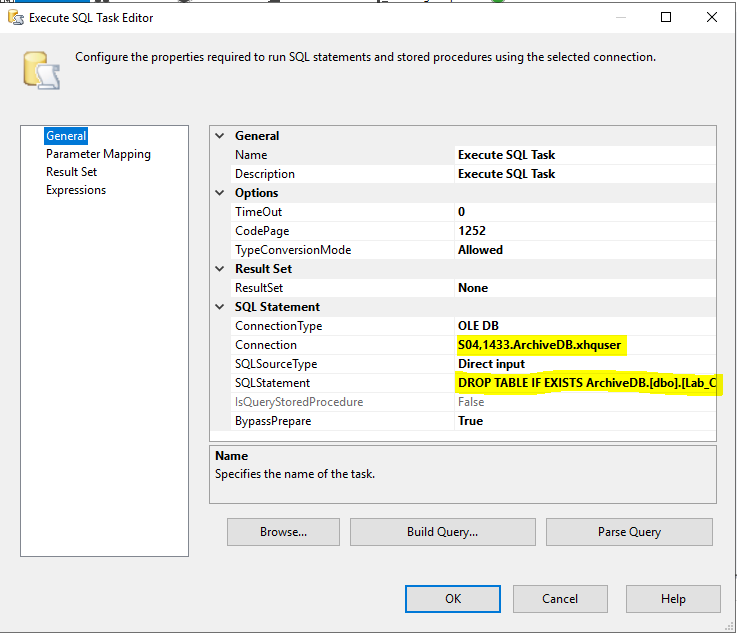 Execute SQL Task Editor
Configure the properties required to run SQL statements and stored procedures using the selected connection.
General
Parameter Mapping
Result Set
Expressions
General
Name Execute SQL Task
Description Execute SQL Task
Options
TimeOut 0
CodePage 1252
TypeConversionMode Allowed
Result Set
ResultSet None
SQL Statement
ConnectionType OLE DB
Connection S04,1433.ArchiveDB.xhquser
SQLSourceType Direct input
SQLStatement DROP TABLE IF EXISTS ArchiveDB.[dbo].[Lab_C
IsQueryStoredProcedure False
BypassPrepare True
Name
Specifies the name of the task.
Browse... Build Query... Parse Query
OK Cancel Help